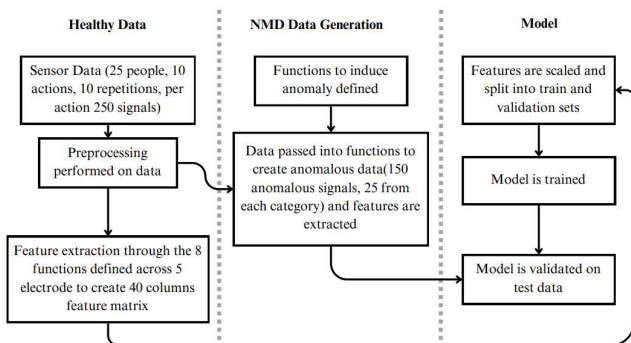 Healthy Data
Sensor Data (25 people, 10
actions, 10 repetitions, per
action 250 signals)
Preprocessing
performed on data
Feature extraction through the 8
functions defined across 5
electrode to create 40 columns
feature matrix
NMD Data Generation
Functions to induce
anomaly defined
Data passed into functions to
create anomalous data(150
anomalous signals, 25 from
each category) and features are
extracted
Model
Features are scaled and
split into train and
validation sets
Model is trained
Model is validated on
test data